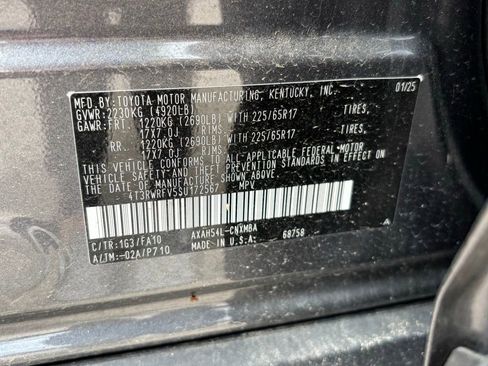 MFD.BY:TOYOTA MOTOR MANUFACTURING, KENTUCKY, INC. 01/25
GVWR:2230KG (4920LB)
GAWR:FRT. 1220KG (2690LB) WITH 225/65R17 TIRES,
17X7.0J RIMS
RR. 1220KG (2690LB) WITH 225/65R17 TIRES,
17X7.0J RIMS
THIS VEHICLE CONFORMS TO ALL APPLICABLE FEDERAL MOTOR
VEHICLE SAFETY AND THEFT PREVENTION STANDARDS IN EFFECT
ON THE DATE OF MANUFACTURE SHOWN ABOVE.
4T3RWRFV5SU172567 MPV
C/TR:1G3/FA10 AXAH54L-CNXMBA
A/TM:-02A/P710 68758 A